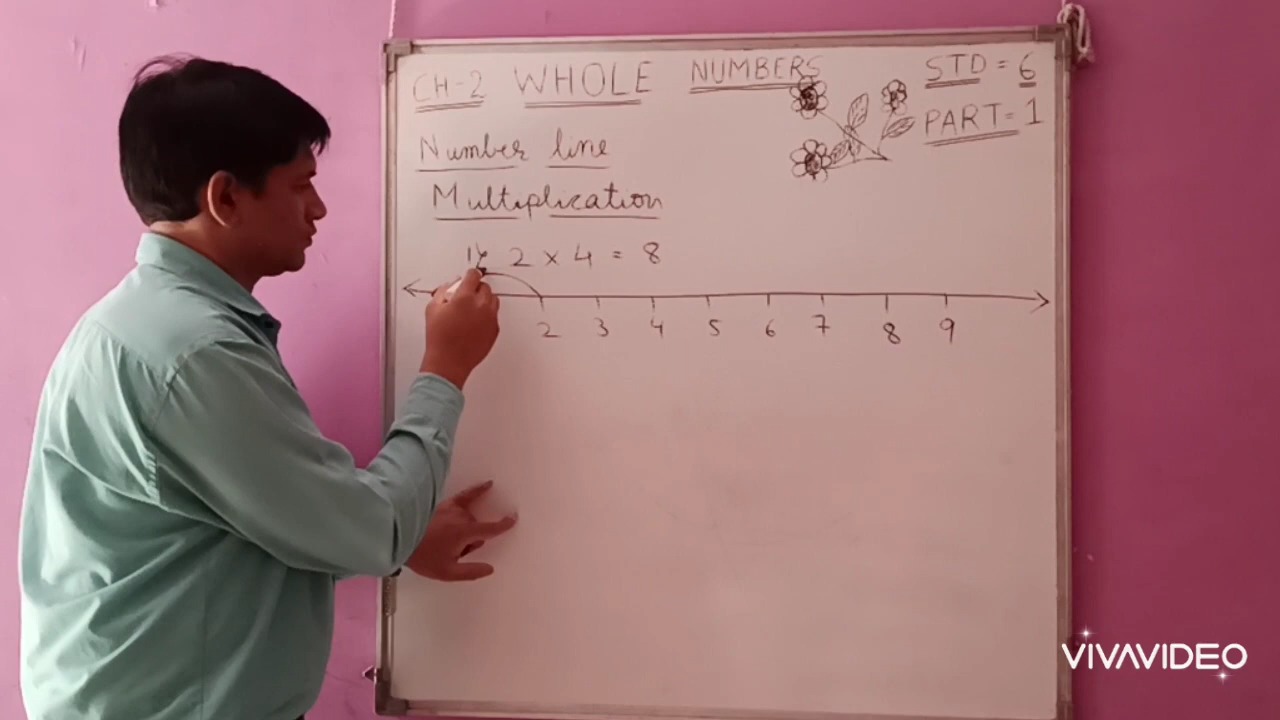 CH-2 WHOLE NUMBERS STD = 6
PART = 1
Number line
Multiplication
2 × 4 = 8
2 3 4 5 6 7 8 9
VIVAVIDEO